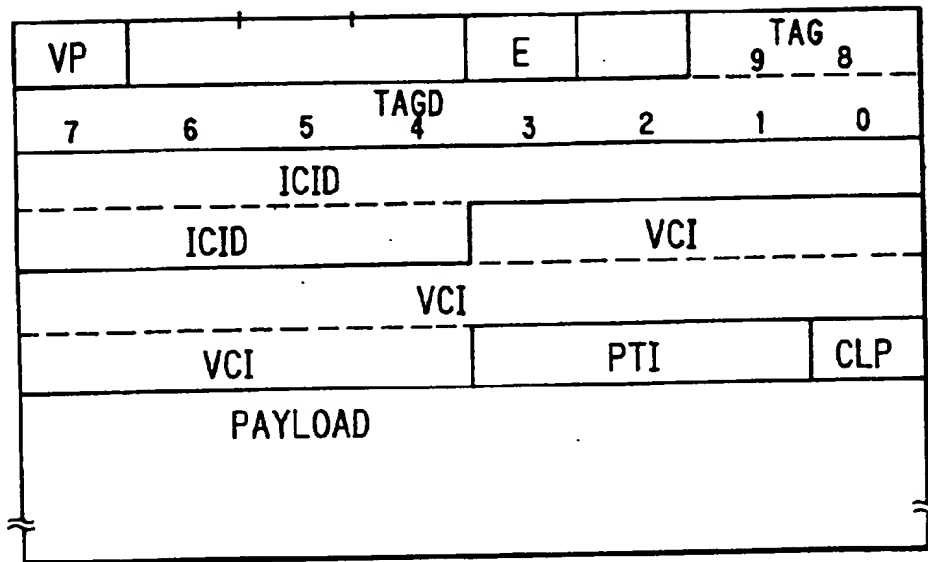 VP E TAG
9 8
TAGD
7 6 5 4 3 2 1 0
ICID
ICID VCI
VCI
VCI PTI CLP
PAYLOAD